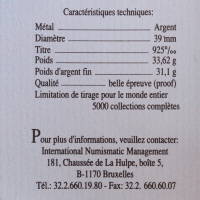 Caractéristiques techniques:
Métal Argent
Diamètre 39 mm
Titre 925°/₀₀
Poids 33,62 g
Poids d'argent fin 31,1 g
Qualité belle épreuve (proof)
Limitation de tirage pour le monde entier
5000 collections complètes
Pour plus d'informations, veuillez contacter:
International Numismatic Management
181, Chaussée de La Hulpe, boîte 5,
B-1170 Bruxelles
Tél.: 32.2.660.19.80 - Fax: 32.2. 660.60.07